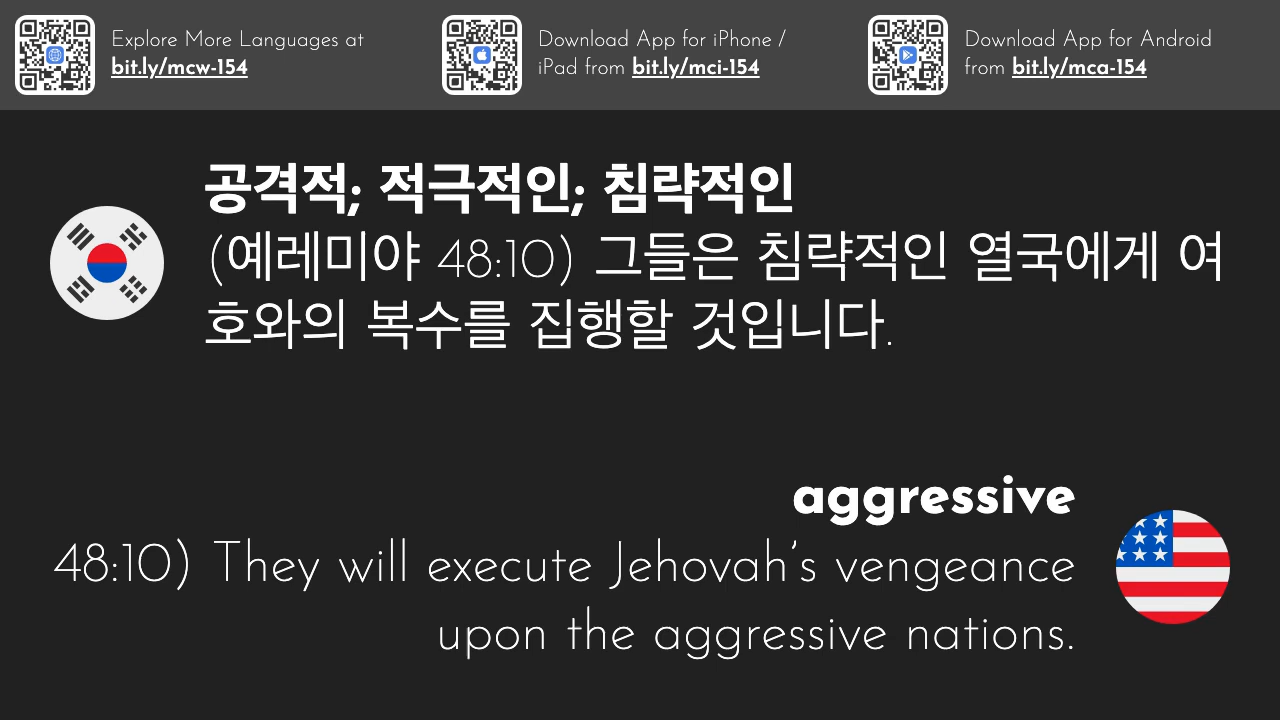 Explore More Languages at
bit.ly/mcw-154
Download App for iPhone /
iPad from bit.ly/mci-154
Download App for Android
from bit.ly/mca-154
공격적; 적극적인; 침략적인
(예레미야 48:10) 그들은 침략적인 열국에게 여
호와의 복수를 집행할 것입니다.
aggressive
48:10) They will execute Jehovah’s vengeance
upon the aggressive nations.